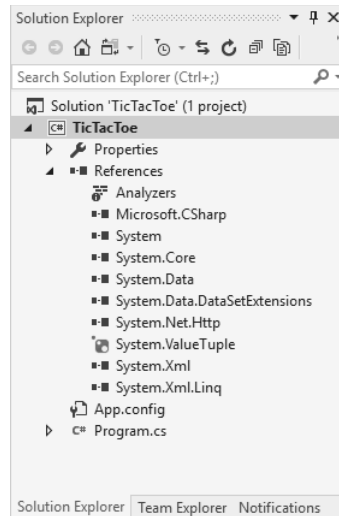 Solution Explorer
Search Solution Explorer (Ctrl+;)
Solution 'TicTacToe' (1 project)
C# TicTacToe
Properties
References
Analyzers
Microsoft.CSharp
System
System.Core
System.Data
System.Data.DataSetExtensions
System.Net.Http
System.ValueTuple
System.Xml
System.Xml.Linq
App.config
C# Program.cs
Solution Explorer Team Explorer Notifications